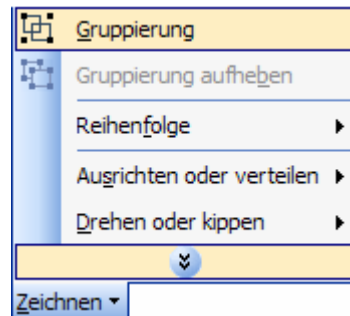 Gruppierung
Gruppierung aufheben
Reihenfolge
Ausrichten oder verteilen
Drehen oder kippen
Zeichnen